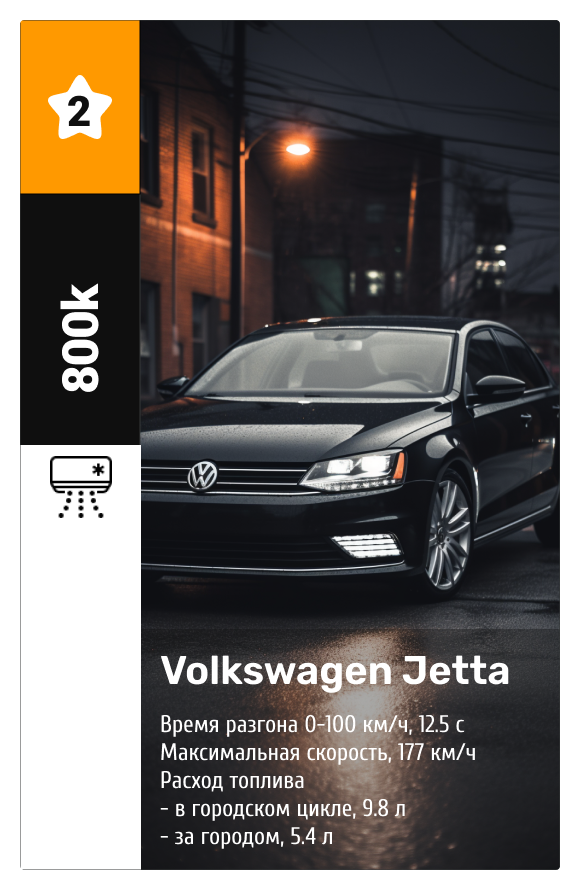 2
800k
Volkswagen Jetta
Время разгона 0-100 км/ч, 12.5 с
Максимальная скорость, 177 км/ч
Расход топлива
- в городском цикле, 9.8 л
- за городом, 5.4 л